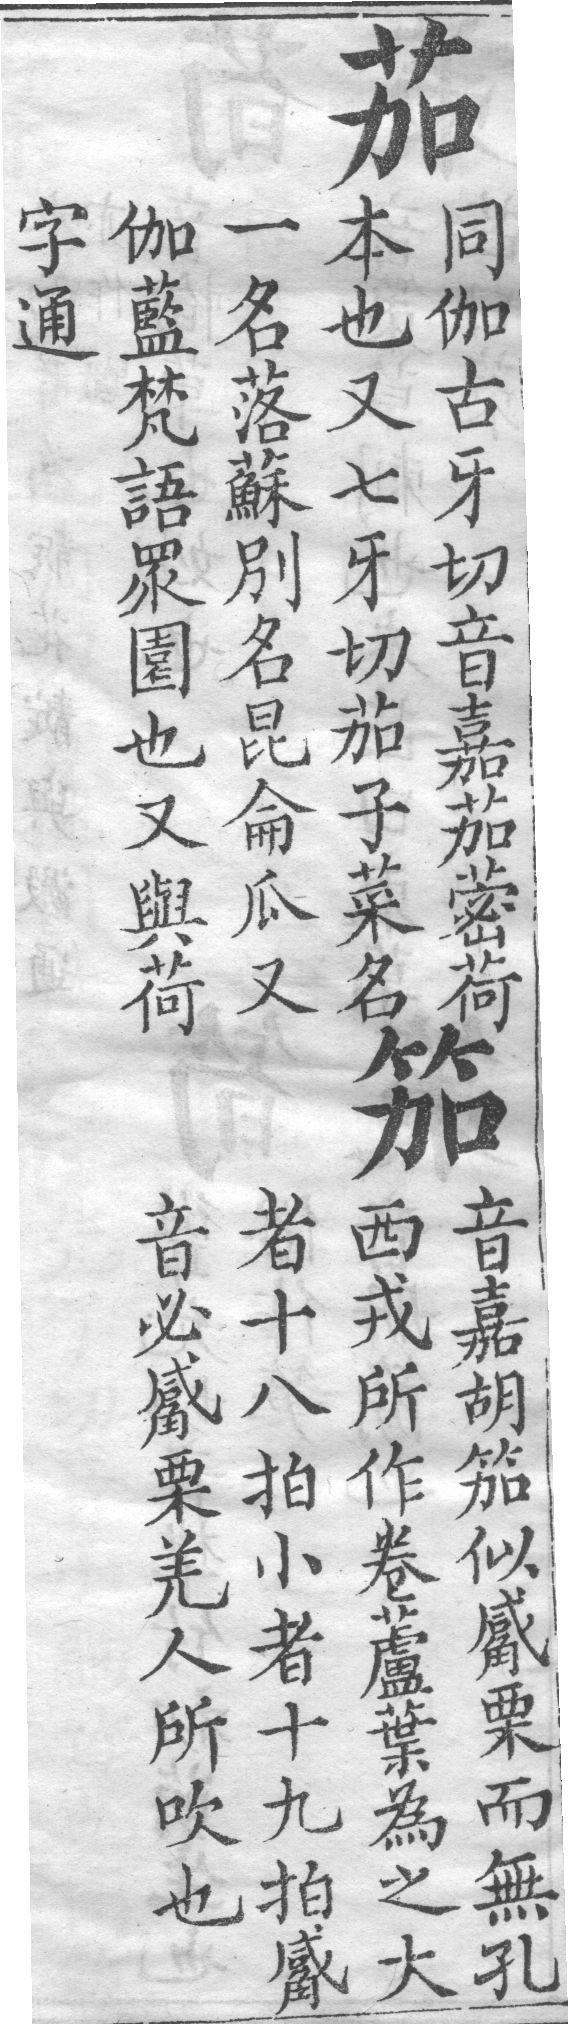 茄
同伽古牙切音嘉茄蔤荷
本也又七牙切茄子菜名
一名落蘇別名昆侖瓜又
伽藍梵語眾園也又與荷
字通
笳
音嘉胡笳似觱栗而無孔
西戎所作卷蘆葉為之大
者十八拍小者十九拍觱
音必觱栗羌人所吹也